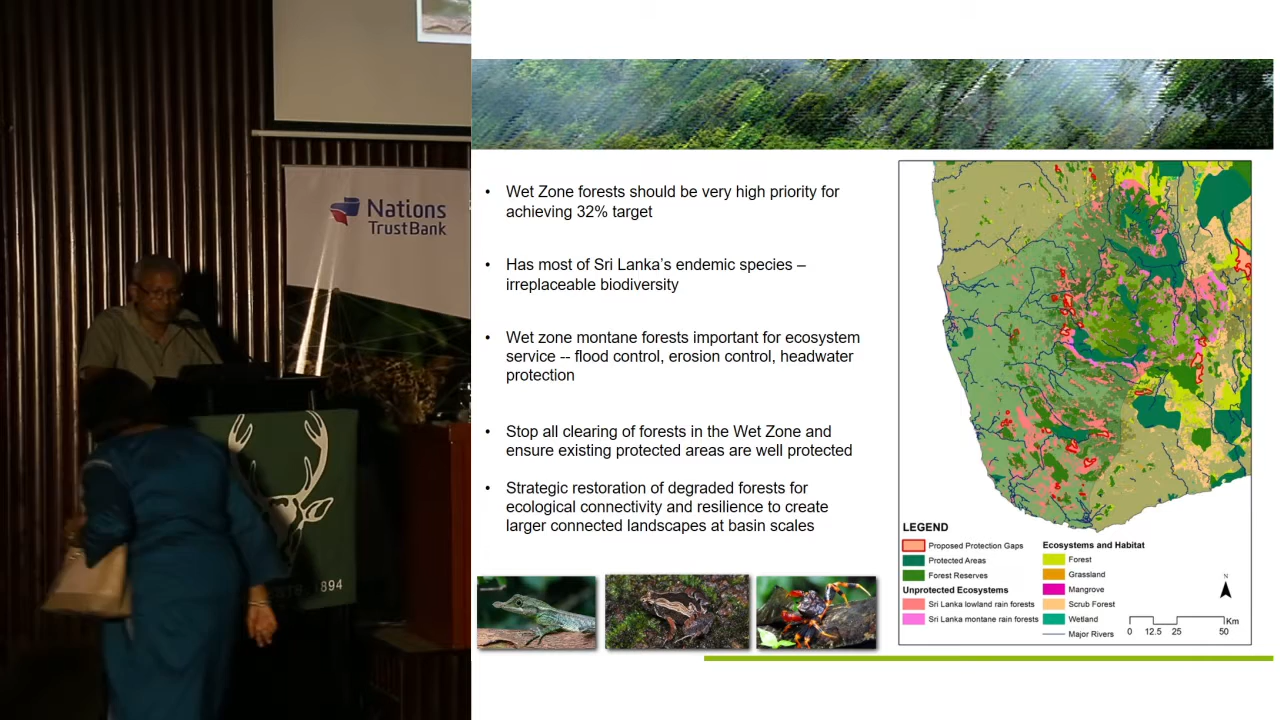 Nations
TrustBank
894
• Wet Zone forests should be very high priority for
achieving 32% target
• Has most of Sri Lanka's endemic species –
irreplaceable biodiversity
• Wet zone montane forests important for ecosystem
service -- flood control, erosion control, headwater
protection
• Stop all clearing of forests in the Wet Zone and
ensure existing protected areas are well protected
• Strategic restoration of degraded forests for
ecological connectivity and resilience to create
larger connected landscapes at basin scales
LEGEND
Proposed Protection Gaps
Protected Areas
Forest Reserves
Unprotected Ecosystems
Sri Lanka lowland rain forests
Sri Lanka montane rain forests
Ecosystems and Habitat
Forest
Grassland
Mangrove
Scrub Forest
Wetland
Major Rivers
N
Km
0 12.5 25 50